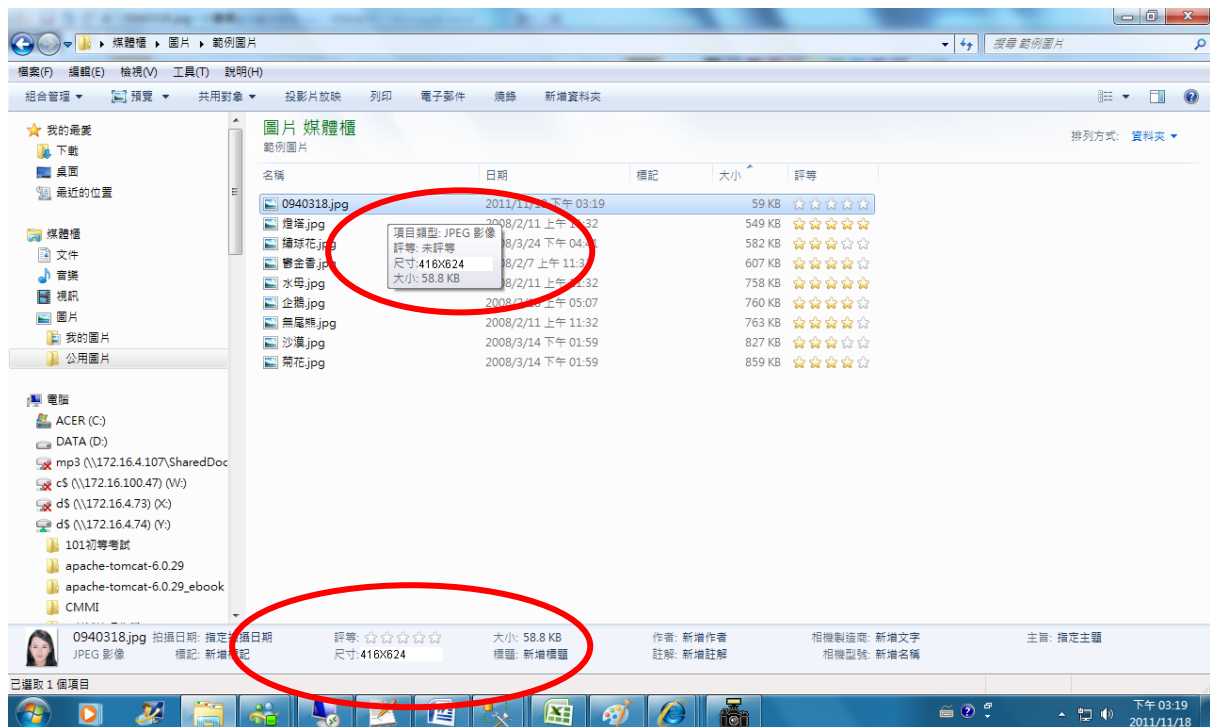 媒體櫃 ▸ 圖片 ▸ 範例圖片
搜尋 範例圖片
檔案(F) 編輯(E) 檢視(V) 工具(T) 說明(H)
組合管理 預覽 共用對象 投影片放映 列印 電子郵件 燒錄 新增資料夾
我的最愛
下載
桌面
最近的位置
媒體櫃
文件
音樂
視訊
圖片
我的圖片
公用圖片
電腦
ACER (C:)
DATA (D:)
mp3 (\\172.16.4.107\SharedDoc
c$ (\\172.16.100.47) (W:)
d$ (\\172.16.4.73) (X:)
d$ (\\172.16.4.74) (Y:)
101初等考試
apache-tomcat-6.0.29
apache-tomcat-6.0.29_ebook
CMMI
圖片 媒體櫃
範例圖片
排列方式: 資料夾
名稱 日期 標記 大小 評等
0940318.jpg 下午 03:19 59 KB
燈塔.jpg 549 KB
繡球花.jpg 582 KB
鬱金香 607 KB
水母.jpg 758 KB
企鵝.jpg 上午 05:07 760 KB
無尾熊.jpg 2008/2/11 上午 11:32 763 KB
沙漠.jpg 2008/3/14 下午 01:59 827 KB
菊花.jpg 2008/3/14 下午 01:59 859 KB
項目類型: JPEG 影像
評等: 未評等
尺寸:416X624
大小: 58.8 KB
0940318.jpg 拍攝日期: 指定拍攝日期 評等: 大小: 58.8 KB 作者: 新增作者 相機製造商: 新增文字 主旨: 指定主題
JPEG 影像 標記: 新增標記 尺寸:416X624 標題: 新增標題 註解: 新增註解 相機型號: 新增名稱
已選取 1 個項目
下午 03:19
2011/11/18